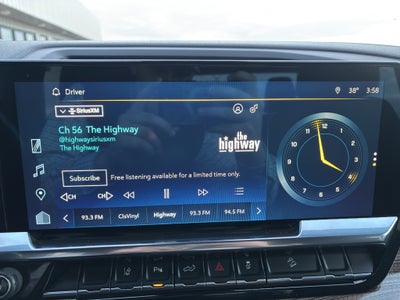 Driver 38° 3:58
SiriusXM
Ch 56 The Highway
@highwaysiriusxm
The Highway
the highway
Subscribe Free listening available for a limited time only.
CH CH
93.3 FM ClsVinyl Highway 93.3 FM 94.5 FM
12
1
2
3
4
5
6
7
8
9
10
11